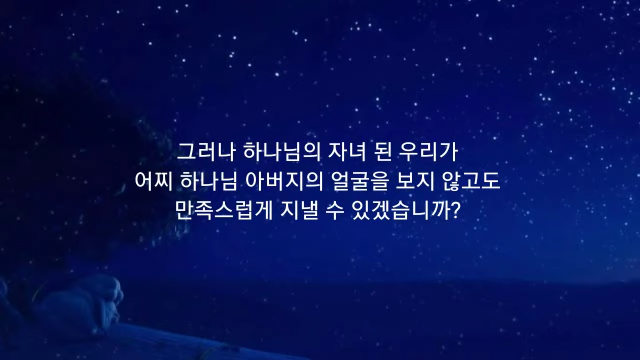 그러나 하나님의 자녀 된 우리가
어찌 하나님 아버지의 얼굴을 보지 않고도
만족스럽게 지낼 수 있겠습니까?